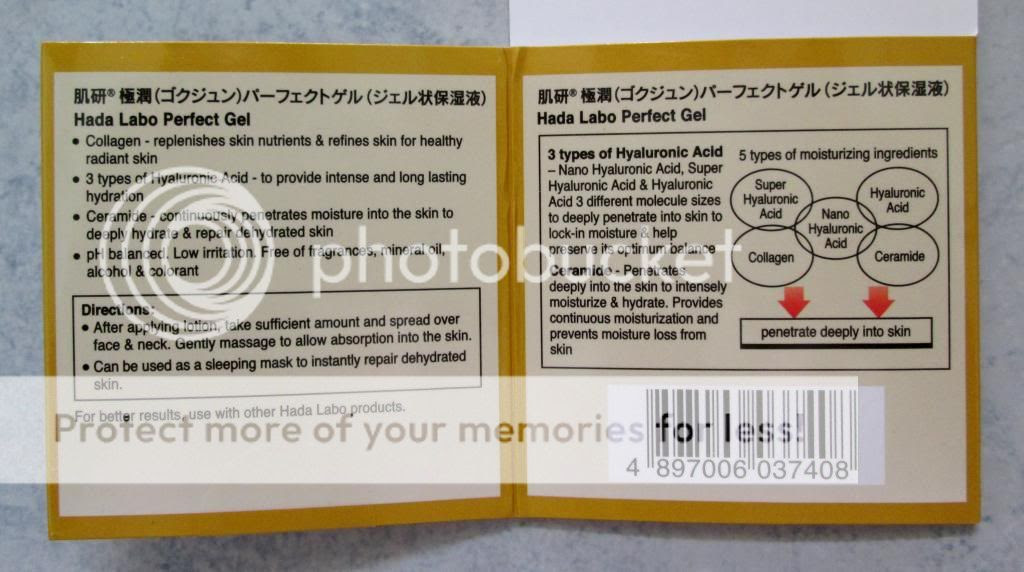 肌研® 極潤(ゴクジュン)パーフェクトゲル(ジェル状保湿液)
Hada Labo Perfect Gel
• Collagen - replenishes skin nutrients & refines skin for healthy
radiant skin
• 3 types of Hyaluronic Acid - to provide intense and long lasting
hydration
• Ceramide - continuously penetrates moisture into the skin to
deeply hydrate & repair dehydrated skin
• pH balanced. Low irritation. Free of fragrances, mineral oil,
alcohol & colorant
Directions:
• After applying lotion, take sufficient amount and spread over
face & neck. Gently massage to allow absorption into the skin.
• Can be used as a sleeping mask to instantly repair dehydrated
skin.
For better results, use with other Hada Labo products.
肌研® 極潤(ゴクジュン)パーフェクトゲル(ジェル状保湿液)
Hada Labo Perfect Gel
3 types of Hyaluronic Acid
– Nano Hyaluronic Acid, Super
Hyaluronic Acid & Hyaluronic
Acid 3 different molecule sizes
to deeply penetrate into skin to
lock-in moisture & help
preserve its optimum balance
Ceramide - Penetrates
deeply into the skin to intensely
moisturize & hydrate. Provides
continuous moisturization and
prevents moisture loss from
skin
5 types of moisturizing ingredients
Super
Hyaluronic
Acid
Hyaluronic
Acid
Nano
Hyaluronic
Acid
Collagen
Ceramide
penetrate deeply into skin
4 897006 037408
photobucket
Protect more of your memories for less!